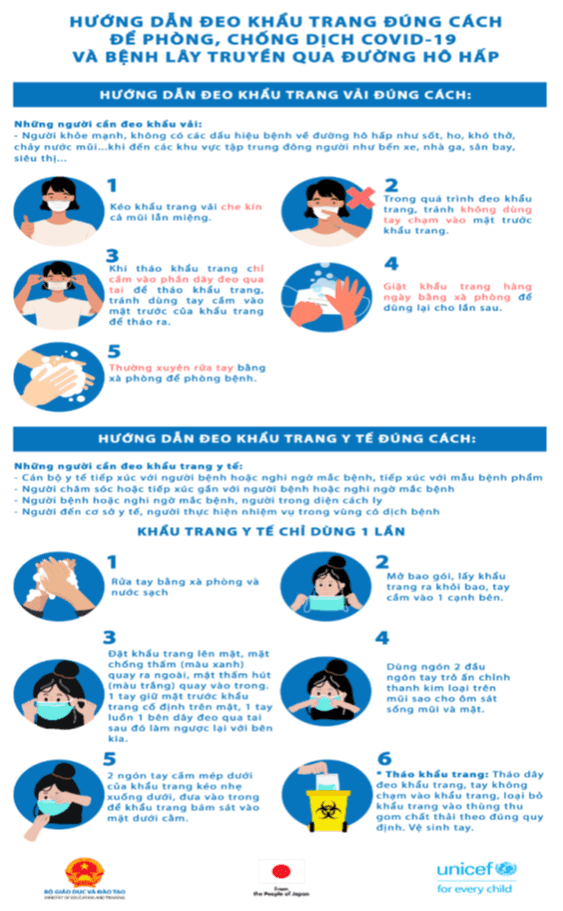 HƯỚNG DẪN ĐEO KHẨU TRANG ĐÚNG CÁCH
ĐỂ PHÒNG, CHỐNG DỊCH COVID-19
VÀ BỆNH LÂY TRUYỀN QUA ĐƯỜNG HÔ HẤP
HƯỚNG DẪN ĐEO KHẨU TRANG VẢI ĐÚNG CÁCH:
Những người cần đeo khẩu vải:
- Người khỏe mạnh, không có các dấu hiệu bệnh về đường hô hấp như sốt, ho, khó thở,
chảy nước mũi...khi đến các khu vực tập trung đông người như bến xe, nhà ga, sân bay,
siêu thị...
1
Kéo khẩu trang vải che kín
cả mũi lẫn miệng.
2
Trong quá trình đeo khẩu
trang, tránh không dùng
tay chạm vào mặt trước
khẩu trang.
3
Khi tháo khẩu trang chỉ
cầm vào phần dây đeo qua
tai để tháo khẩu trang,
tránh dùng tay cầm vào
mặt trước của khẩu trang
để tháo ra.
4
Giặt khẩu trang hàng
ngày bằng xà phòng để
dùng lại cho lần sau.
5
Thường xuyên rửa tay bằng
xà phòng để phòng bệnh.
HƯỚNG DẪN ĐEO KHẨU TRANG Y TẾ ĐÚNG CÁCH:
Những người cần đeo khẩu trang y tế:
- Cán bộ y tế tiếp xúc với người bệnh hoặc nghi ngờ mắc bệnh, tiếp xúc với mẫu bệnh phẩm
- Người chăm sóc hoặc tiếp xúc gần với người bệnh hoặc nghi ngờ mắc bệnh
- Người bệnh hoặc nghi ngờ mắc bệnh, người trong diện cách ly
- Người đến cơ sở y tế, người thực hiện nhiệm vụ trong vùng có dịch bệnh
KHẨU TRANG Y TẾ CHỈ DÙNG 1 LẦN
1
Rửa tay bằng xà phòng và
nước sạch
2
Mở bao gói, lấy khẩu
trang ra khỏi bao, tay
cầm vào 1 cạnh bên.
3
Đặt khẩu trang lên mặt, mặt
chống thấm (màu xanh)
quay ra ngoài, mặt thấm hút
(màu trắng) quay vào trong.
1 tay giữ mặt trước khẩu
trang cố định trên mặt, 1 tay
luồn 1 bên dây đeo qua tai
sau đó làm ngược lại với bên
kia.
4
Dùng ngón 2 đầu
ngón tay trỏ ấn chỉnh
thanh kim loại trên
mũi sao cho ôm sát
sống mũi và mặt.
5
2 ngón tay cầm mép dưới
của khẩu trang kéo nhẹ
xuống dưới, đưa vào trong
để khẩu trang bám sát vào
mặt dưới cằm.
6
* Tháo khẩu trang: Tháo dây
đeo khẩu trang, tay không
chạm vào khẩu trang, loại bỏ
khẩu trang vào thùng thu
gom chất thải theo đúng quy
định. Vệ sinh tay.
BỘ GIÁO DỤC VÀ ĐÀO TẠO
MINISTRY OF EDUCATION AND TRAINING
From
the People of Japan
unicef
for every child